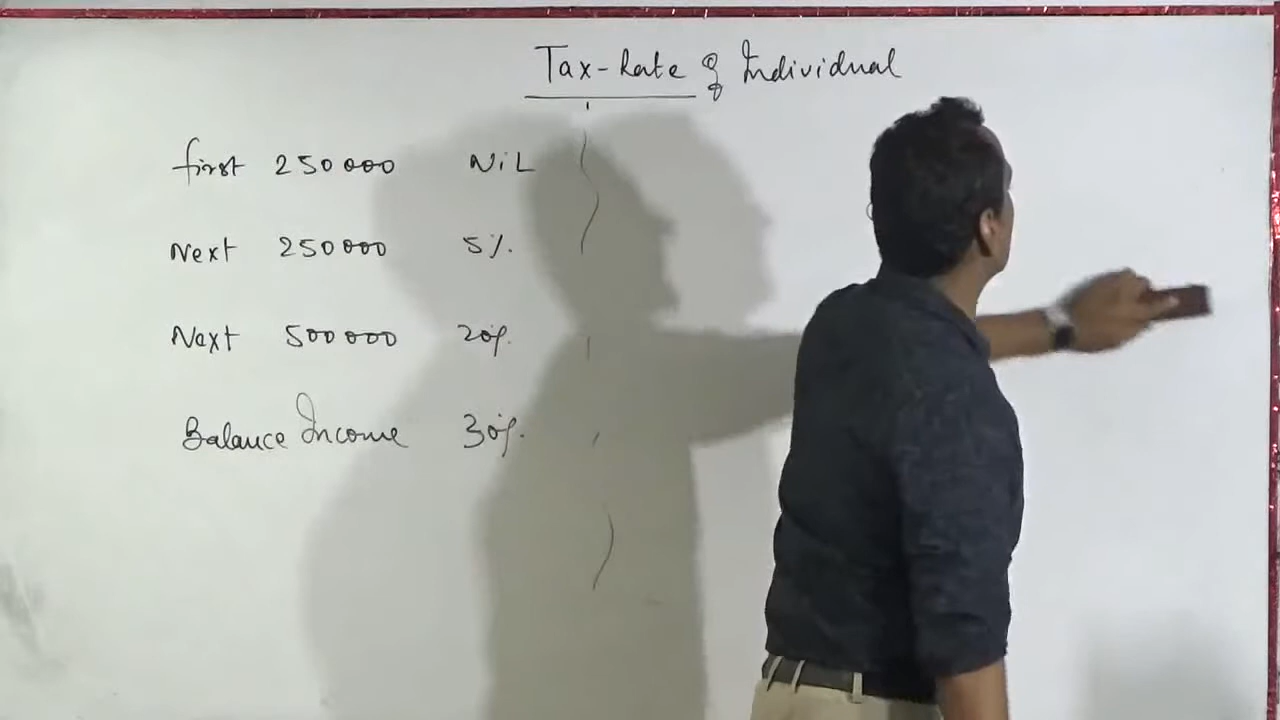 Tax-Rate of Individual
first 250000 NiL
Next 250000 5%.
Next 500000 20%.
Balance Income 30%.